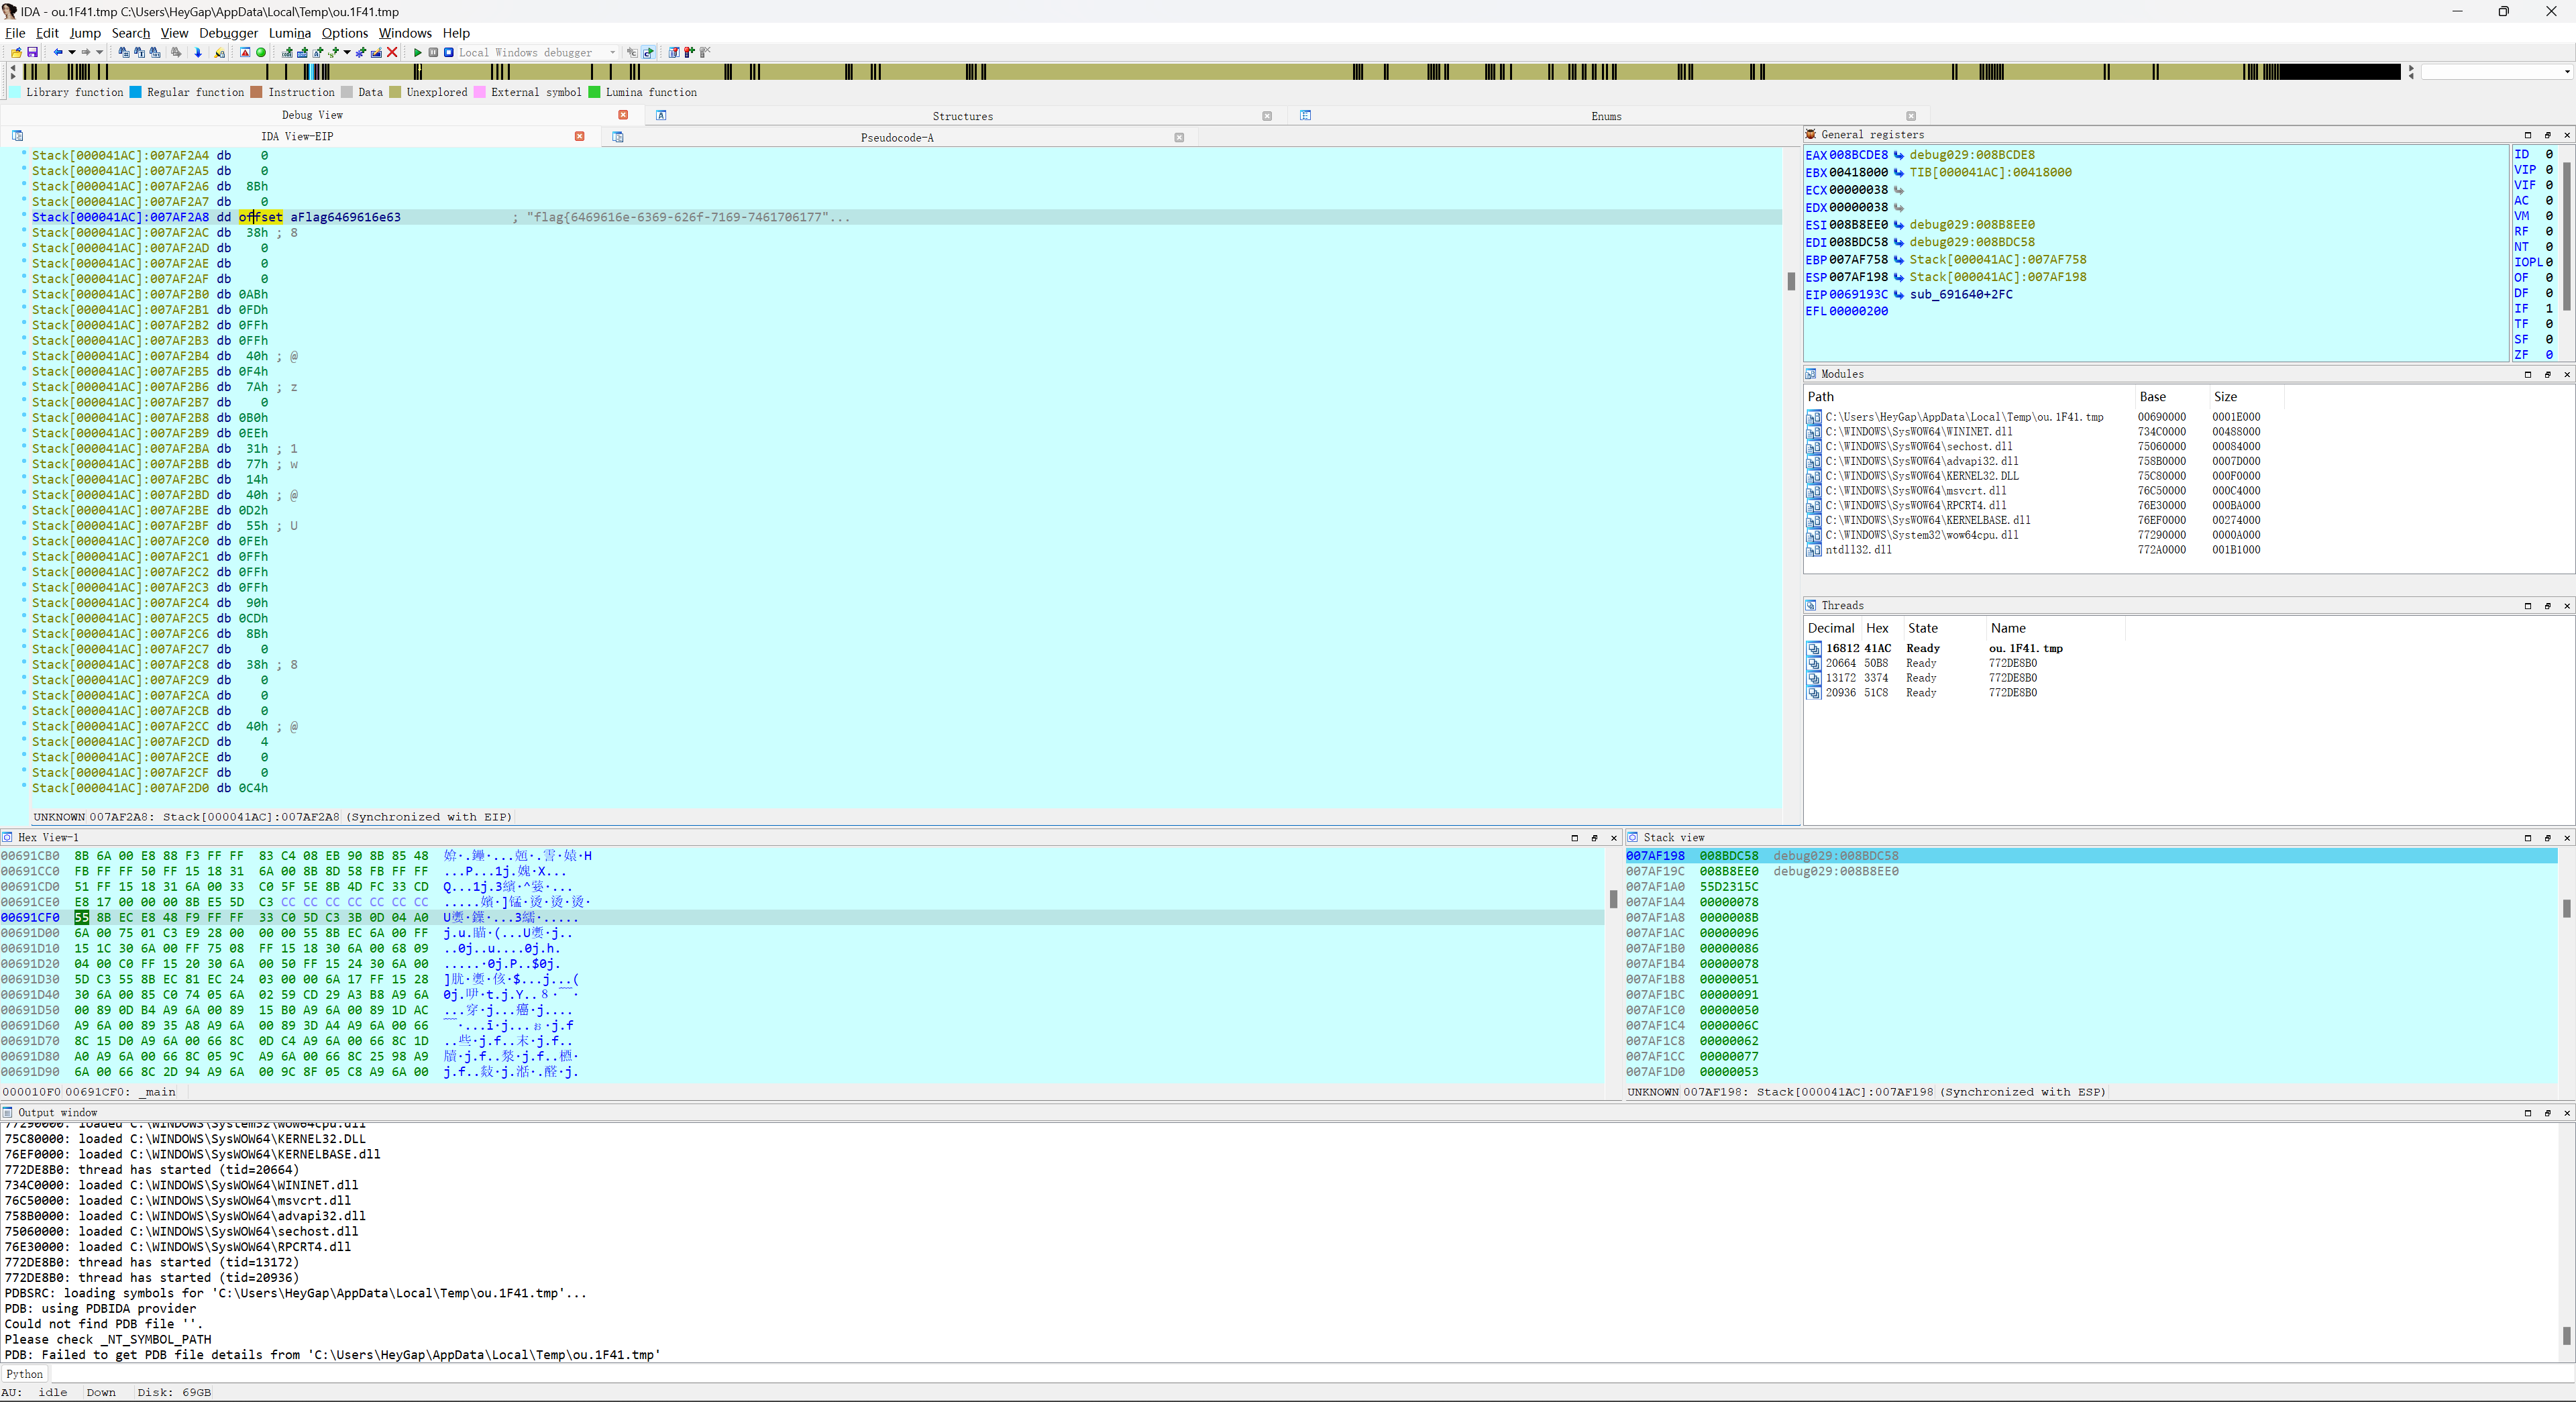 IDA - ou.1F41.tmp C:\Users\HeyGap\AppData\Local\Temp\ou.1F41.tmp
File Edit Jump Search View Debugger Lumina Options Windows Help
Local Windows debugger
Library function Regular function Instruction Data Unexplored External symbol Lumina function
Debug View Structures Enums
IDA View-EIP Pseudocode-A
Stack[000041AC]:007AF2A4 db 0
Stack[000041AC]:007AF2A5 db 0
Stack[000041AC]:007AF2A6 db 8Bh
Stack[000041AC]:007AF2A7 db 0
Stack[000041AC]:007AF2A8 dd offset aFlag6469616e63 ; "flag{6469616e-6369-626f-7169-7461706177"...
Stack[000041AC]:007AF2AC db 38h ; 8
Stack[000041AC]:007AF2AD db 0
Stack[000041AC]:007AF2AE db 0
Stack[000041AC]:007AF2AF db 0
Stack[000041AC]:007AF2B0 db 0ABh
Stack[000041AC]:007AF2B1 db 0FDh
Stack[000041AC]:007AF2B2 db 0FFh
Stack[000041AC]:007AF2B3 db 0FFh
Stack[000041AC]:007AF2B4 db 40h ; @
Stack[000041AC]:007AF2B5 db 0F4h
Stack[000041AC]:007AF2B6 db 7Ah ; z
Stack[000041AC]:007AF2B7 db 0
Stack[000041AC]:007AF2B8 db 0B0h
Stack[000041AC]:007AF2B9 db 0EEh
Stack[000041AC]:007AF2BA db 31h ; 1
Stack[000041AC]:007AF2BB db 77h ; w
Stack[000041AC]:007AF2BC db 14h
Stack[000041AC]:007AF2BD db 40h ; @
Stack[000041AC]:007AF2BE db 0D2h
Stack[000041AC]:007AF2BF db 55h ; U
Stack[000041AC]:007AF2C0 db 0FEh
Stack[000041AC]:007AF2C1 db 0FFh
Stack[000041AC]:007AF2C2 db 0FFh
Stack[000041AC]:007AF2C3 db 0FFh
Stack[000041AC]:007AF2C4 db 90h
Stack[000041AC]:007AF2C5 db 0CDh
Stack[000041AC]:007AF2C6 db 8Bh
Stack[000041AC]:007AF2C7 db 0
Stack[000041AC]:007AF2C8 db 38h ; 8
Stack[000041AC]:007AF2C9 db 0
Stack[000041AC]:007AF2CA db 0
Stack[000041AC]:007AF2CB db 0
Stack[000041AC]:007AF2CC db 40h ; @
Stack[000041AC]:007AF2CD db 4
Stack[000041AC]:007AF2CE db 0
Stack[000041AC]:007AF2CF db 0
Stack[000041AC]:007AF2D0 db 0C4h
UNKNOWN 007AF2A8: Stack[000041AC]:007AF2A8 (Synchronized with EIP)
General registers
EAX 008BCDE8 debug029:008BCDE8
EBX 00418000 TIB[000041AC]:00418000
ECX 00000038
EDX 00000038
ESI 008B8EE0 debug029:008B8EE0
EDI 008BDC58 debug029:008BDC58
EBP 007AF758 Stack[000041AC]:007AF758
ESP 007AF198 Stack[000041AC]:007AF198
EIP 0069193C sub_691640+2FC
EFL 00000200
ID 0
VIP 0
VIF 0
AC 0
VM 0
RF 0
NT 0
IOPL 0
OF 0
DF 0
IF 1
TF 0
SF 0
ZF 0
Modules
Path Base Size
C:\Users\HeyGap\AppData\Local\Temp\ou.1F41.tmp 00690000 0001E000
C:\WINDOWS\SysWOW64\WININET.dll 734C0000 00488000
C:\WINDOWS\SysWOW64\sechost.dll 75060000 00084000
C:\WINDOWS\SysWOW64\advapi32.dll 758B0000 0007D000
C:\WINDOWS\SysWOW64\KERNEL32.DLL 75C80000 000F0000
C:\WINDOWS\SysWOW64\msvcrt.dll 76C50000 000C4000
C:\WINDOWS\SysWOW64\RPCRT4.dll 76E30000 000BA000
C:\WINDOWS\SysWOW64\KERNELBASE.dll 76EF0000 00274000
C:\WINDOWS\System32\wow64cpu.dll 77290000 0000A000
ntdll32.dll 772A0000 001B1000
Threads
Decimal Hex State Name
16812 41AC Ready ou.1F41.tmp
20664 50B8 Ready 772DE8B0
13172 3374 Ready 772DE8B0
20936 51C8 Ready 772DE8B0
Hex View-1
00691CB0 8B 6A 00 E8 88 F3 FF FF 83 C4 08 EB 90 8B 85 48
00691CC0 FB FF FF 50 FF 15 18 31 6A 00 8B 8D 58 FB FF FF
00691CD0 51 FF 15 18 31 6A 00 33 C0 5F 5E 8B 4D FC 33 CD
00691CE0 E8 17 00 00 00 8B E5 5D C3 CC CC CC CC CC CC CC
00691CF0 55 8B EC E8 48 F9 FF FF 33 C0 5D C3 3B 0D 04 A0
00691D00 6A 00 75 01 C3 E9 28 00 00 00 55 8B EC 6A 00 FF
00691D10 15 1C 30 6A 00 FF 75 08 FF 15 18 30 6A 00 68 09
00691D20 04 00 C0 FF 15 20 30 6A 00 50 FF 15 24 30 6A 00
00691D30 5D C3 55 8B EC 81 EC 24 03 00 00 6A 17 FF 15 28
00691D40 30 6A 00 85 C0 74 05 6A 02 59 CD 29 A3 B8 A9 6A
00691D50 00 89 0D B4 A9 6A 00 89 15 B0 A9 6A 00 89 1D AC
00691D60 A9 6A 00 89 35 A8 A9 6A 00 89 3D A4 A9 6A 00 66
00691D70 8C 15 D0 A9 6A 00 66 8C 0D C4 A9 6A 00 66 8C 1D
00691D80 A0 A9 6A 00 66 8C 05 9C A9 6A 00 66 8C 25 98 A9
00691D90 6A 00 66 8C 2D 94 A9 6A 00 9C 8F 05 C8 A9 6A 00
000010F0 00691CF0: _main
Stack view
007AF198 008BDC58 debug029:008BDC58
007AF19C 008B8EE0 debug029:008B8EE0
007AF1A0 55D2315C
007AF1A4 00000078
007AF1A8 0000008B
007AF1AC 00000096
007AF1B0 00000086
007AF1B4 00000078
007AF1B8 00000051
007AF1BC 00000091
007AF1C0 00000050
007AF1C4 0000006C
007AF1C8 00000062
007AF1CC 00000077
007AF1D0 00000053
UNKNOWN 007AF198: Stack[000041AC]:007AF198 (Synchronized with ESP)
Output window
77290000: loaded C:\WINDOWS\System32\wow64cpu.dll
75C80000: loaded C:\WINDOWS\SysWOW64\KERNEL32.DLL
76EF0000: loaded C:\WINDOWS\SysWOW64\KERNELBASE.dll
772DE8B0: thread has started (tid=20664)
734C0000: loaded C:\WINDOWS\SysWOW64\WININET.dll
76C50000: loaded C:\WINDOWS\SysWOW64\msvcrt.dll
758B0000: loaded C:\WINDOWS\SysWOW64\advapi32.dll
75060000: loaded C:\WINDOWS\SysWOW64\sechost.dll
76E30000: loaded C:\WINDOWS\SysWOW64\RPCRT4.dll
772DE8B0: thread has started (tid=13172)
772DE8B0: thread has started (tid=20936)
PDBSRC: loading symbols for 'C:\Users\HeyGap\AppData\Local\Temp\ou.1F41.tmp'...
PDB: using PDBIDA provider
Could not find PDB file ''.
Please check _NT_SYMBOL_PATH
PDB: Failed to get PDB file details from 'C:\Users\HeyGap\AppData\Local\Temp\ou.1F41.tmp'
Python
AU: idle Down Disk: 69GB